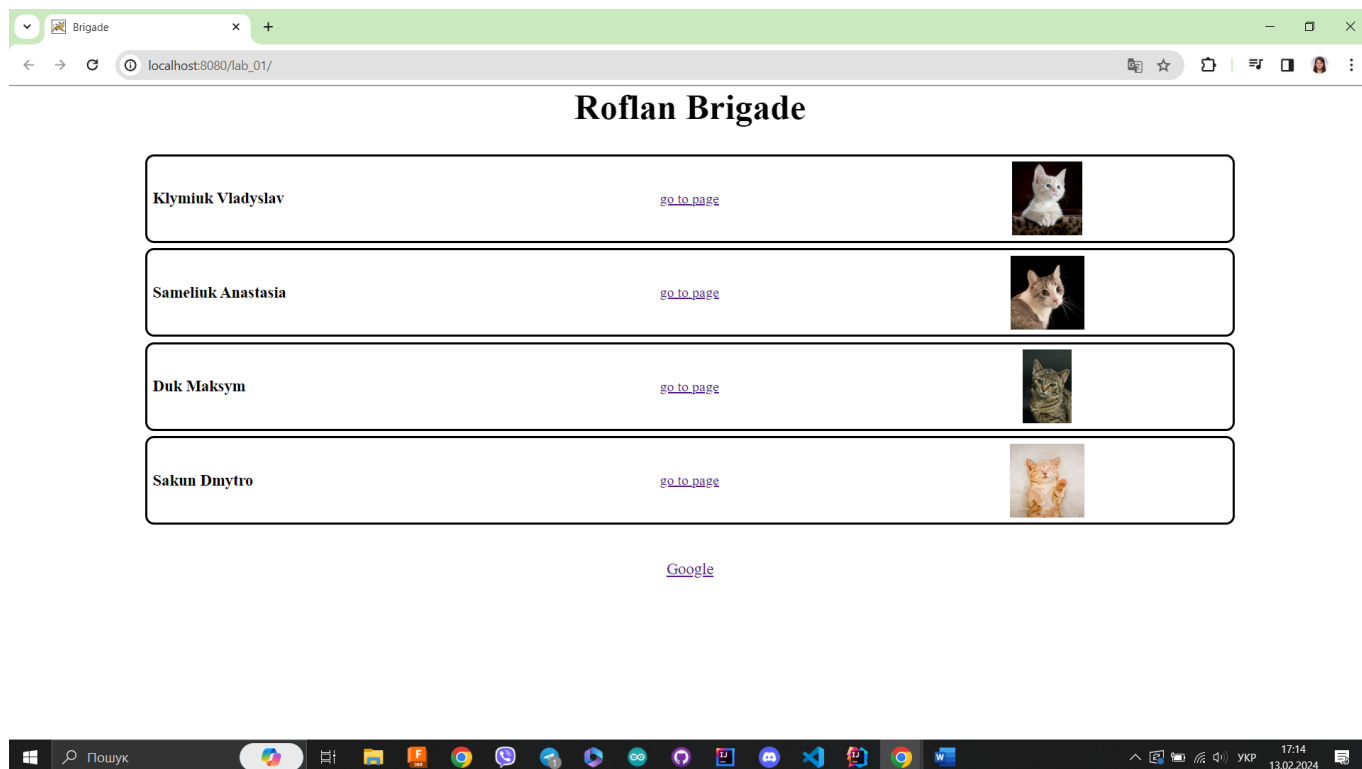 Brigade
localhost:8080/lab_01/
Roflan Brigade
Klymiuk Vladyslav go to page
Sameliuk Anastasia go to page
Duk Maksym go to page
Sakun Dmytro go to page
Google
Пошук
УКР
17:14
13.02.2024